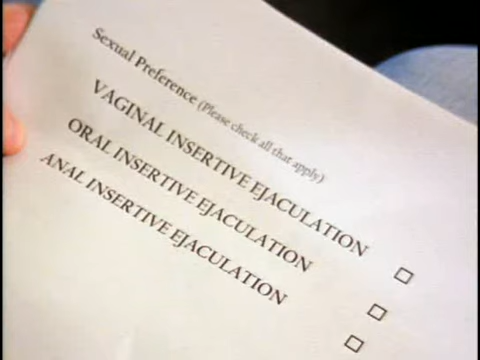 Sexual Preference (Please check all that apply)
VAGINAL INSERTIVE EJACULATION
ORAL INSERTIVE EJACULATION
ANAL INSERTIVE EJACULATION